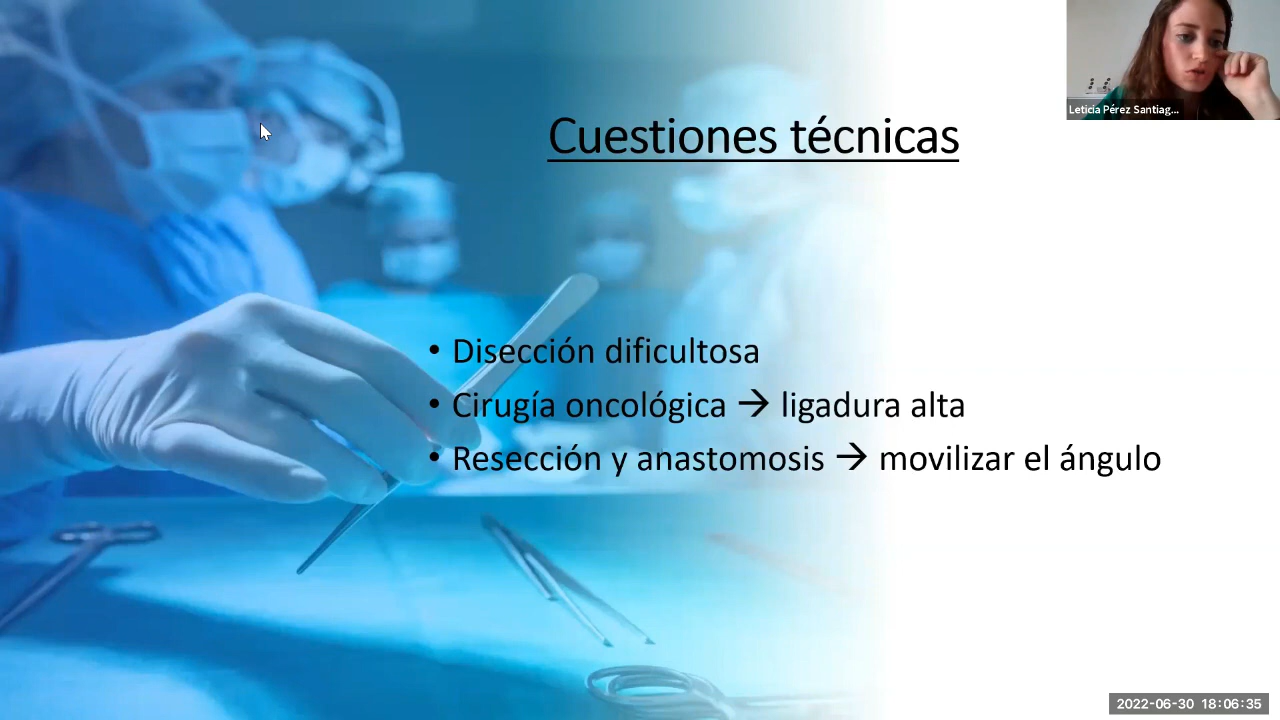 Leticia Pérez Santiag...
Cuestiones técnicas
• Disección dificultosa
• Cirugía oncológica → ligadura alta
• Resección y anastomosis → movilizar el ángulo
2022-06-30 18:06:35